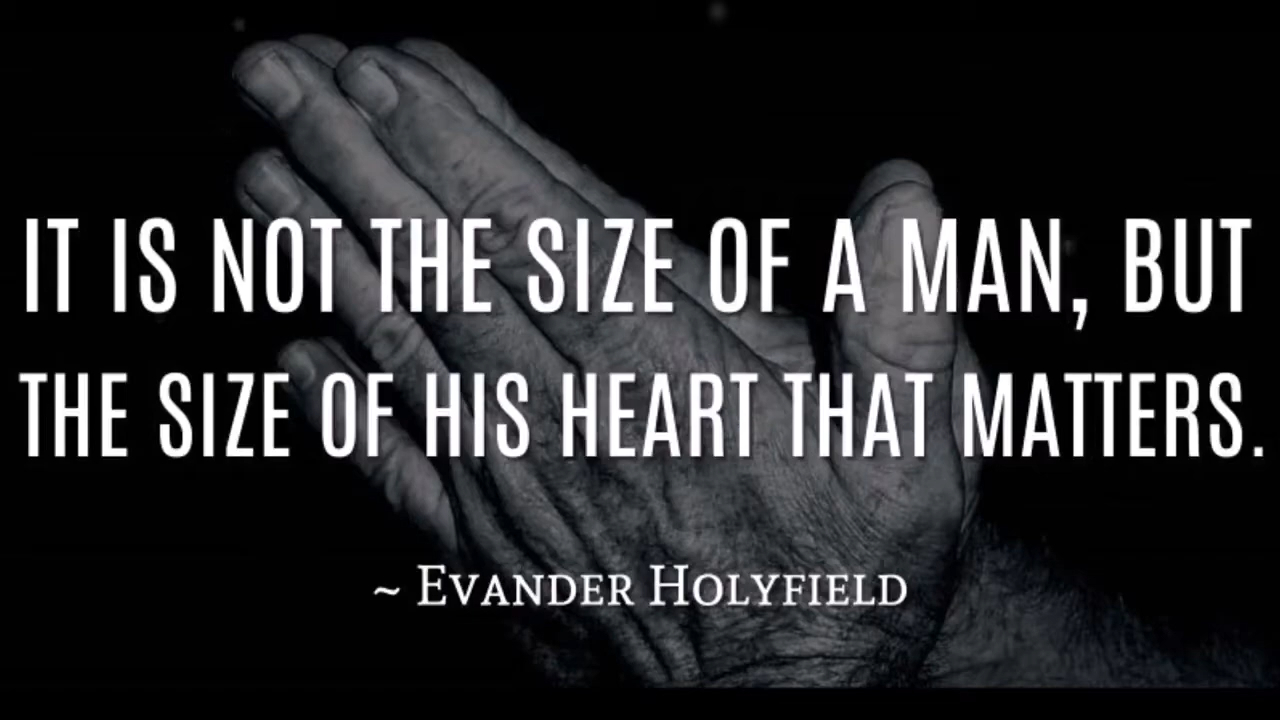 IT IS NOT THE SIZE OF A MAN, BUT
THE SIZE OF HIS HEART THAT MATTERS.
~ EVANDER HOLYFIELD